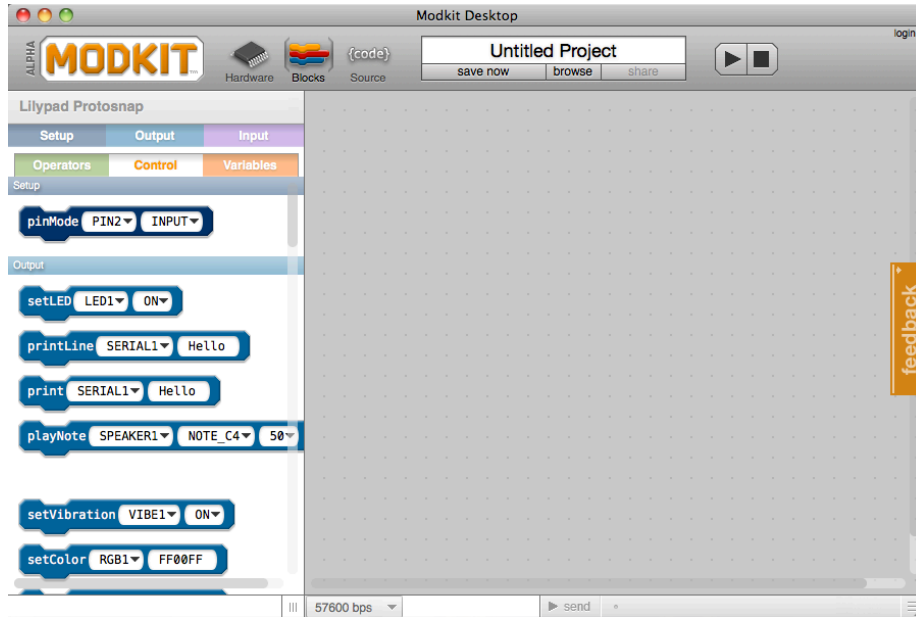 Modkit Desktop
login
ALPHA MODKIT
Hardware Blocks {code} Source
Untitled Project
save now browse share
Lilypad Protosnap
Setup Output Input
Operators Control Variables
Setup
pinMode PIN2 INPUT
Output
setLED LED1 ON
printLine SERIAL1 Hello
print SERIAL1 Hello
playNote SPEAKER1 NOTE_C4 50
setVibration VIBE1 ON
setColor RGB1 FF00FF
feedback
57600 bps send